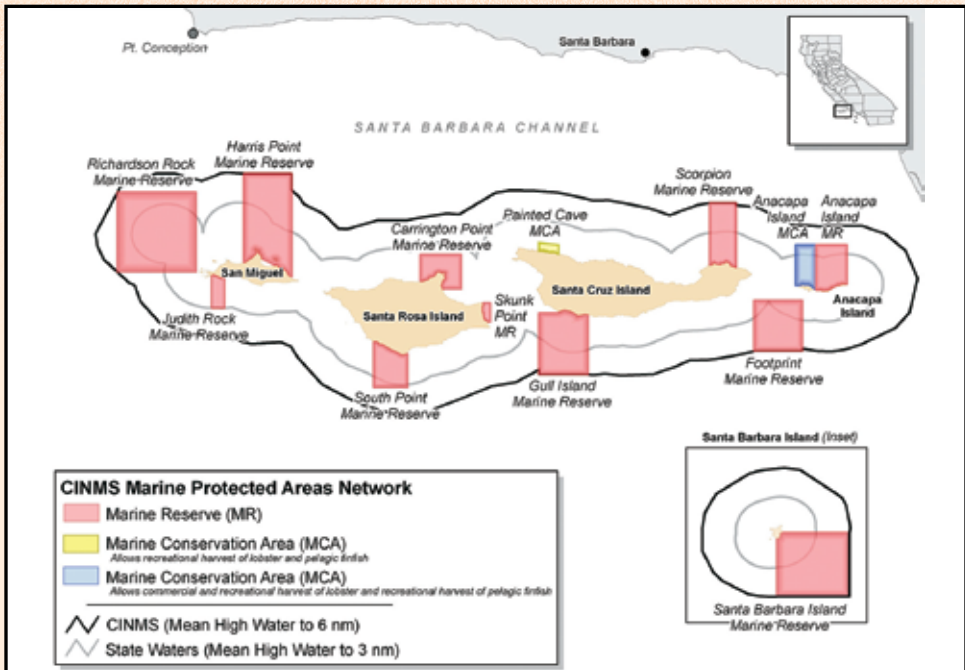 Pt. Conception
Santa Barbara
SANTA BARBARA CHANNEL
Richardson Rock
Marine Reserve
Harris Point
Marine Reserve
Carrington Point
Marine Reserve
Painted Cave
MCA
Scorpion
Marine Reserve
Anacapa
Island
MCA
Anacapa
Island
MR
San Miguel
Santa Cruz Island
Anacapa
Island
Judith Rock
Marine Reserve
Santa Rosa Island
Skunk
Point
MR
South Point
Marine Reserve
Gull Island
Marine Reserve
Footprint
Marine Reserve
Santa Barbara Island (Inset)
Santa Barbara Island
Marine Reserve
CINMS Marine Protected Areas Network
Marine Reserve (MR)
Marine Conservation Area (MCA)
Allows recreational harvest of lobster and pelagic finfish
Marine Conservation Area (MCA)
Allows commercial and recreational harvest of lobster and recreational harvest of pelagic finfish
CINMS (Mean High Water to 6 nm)
State Waters (Mean High Water to 3 nm)